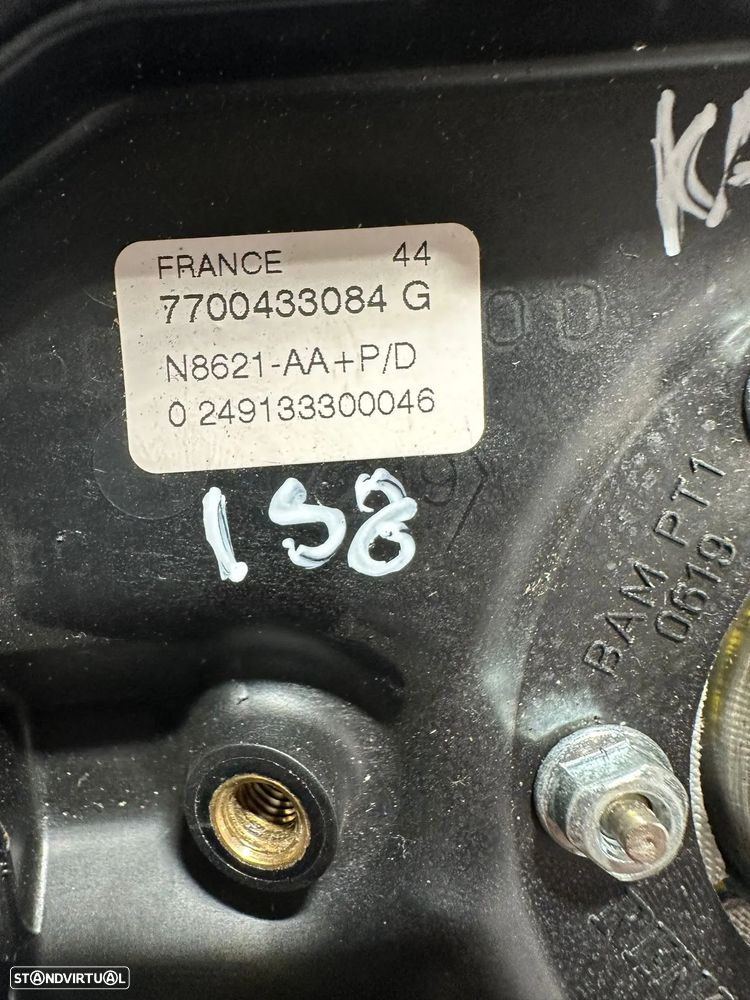 FRANCE 44
7700433084 G
N8621-AA+P/D
0 249133300046
158
BAM PT1
0619
STANDVIRTUAL